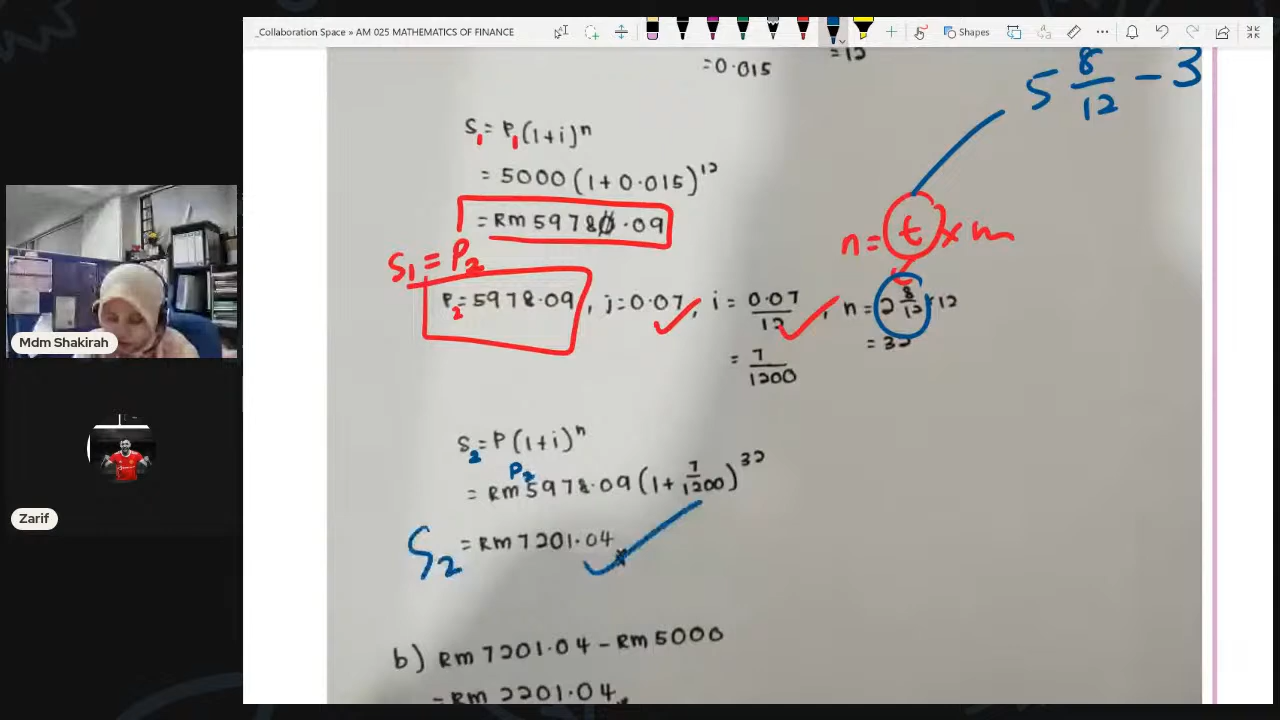 _Collaboration Space » AM 025 MATHEMATICS OF FINANCE
Shapes
=0.015
=12
5 8/12 - 3
S1 = P1(1+i)^n
= 5000 (1+0.015)^12
= RM 5978.09
n = t × m
S1 = P2
P2=5978.09, j=0.07, i = 0.07/12, n = 2 8/12 × 12
= 7/1200
= 32
S2 = P(1+i)^n
P2
= RM 5978.09 (1+ 7/1200)^32
S2 = RM 7201.04
b) RM 7201.04 - RM 5000
= RM 2201.04
Mdm Shakirah
Zarif